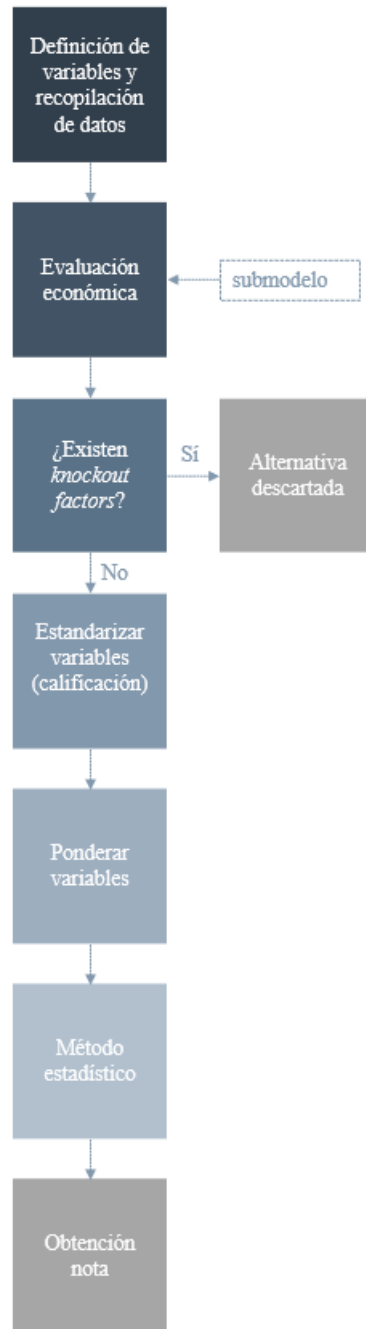 Definición de
variables y
recopilación
de datos
Evaluación
económica
submodelo
¿Existen
knockout
factors?
Sí
Alternativa
descartada
No
Estandarizar
variables
(calificación)
Ponderar
variables
Método
estadístico
Obtención
nota